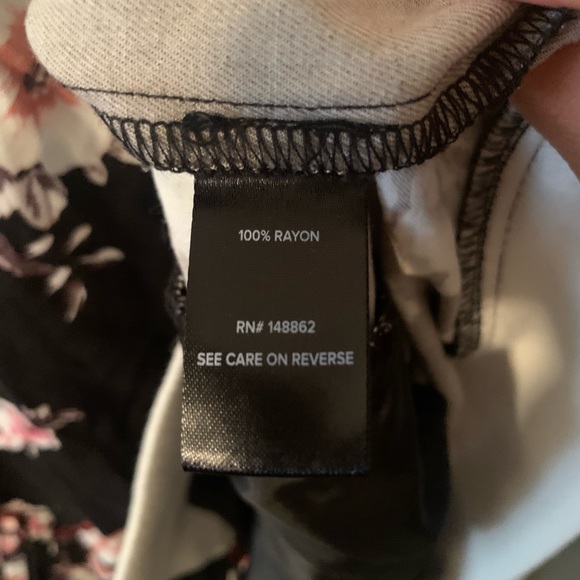 100% RAYON
RN# 148862
SEE CARE ON REVERSE